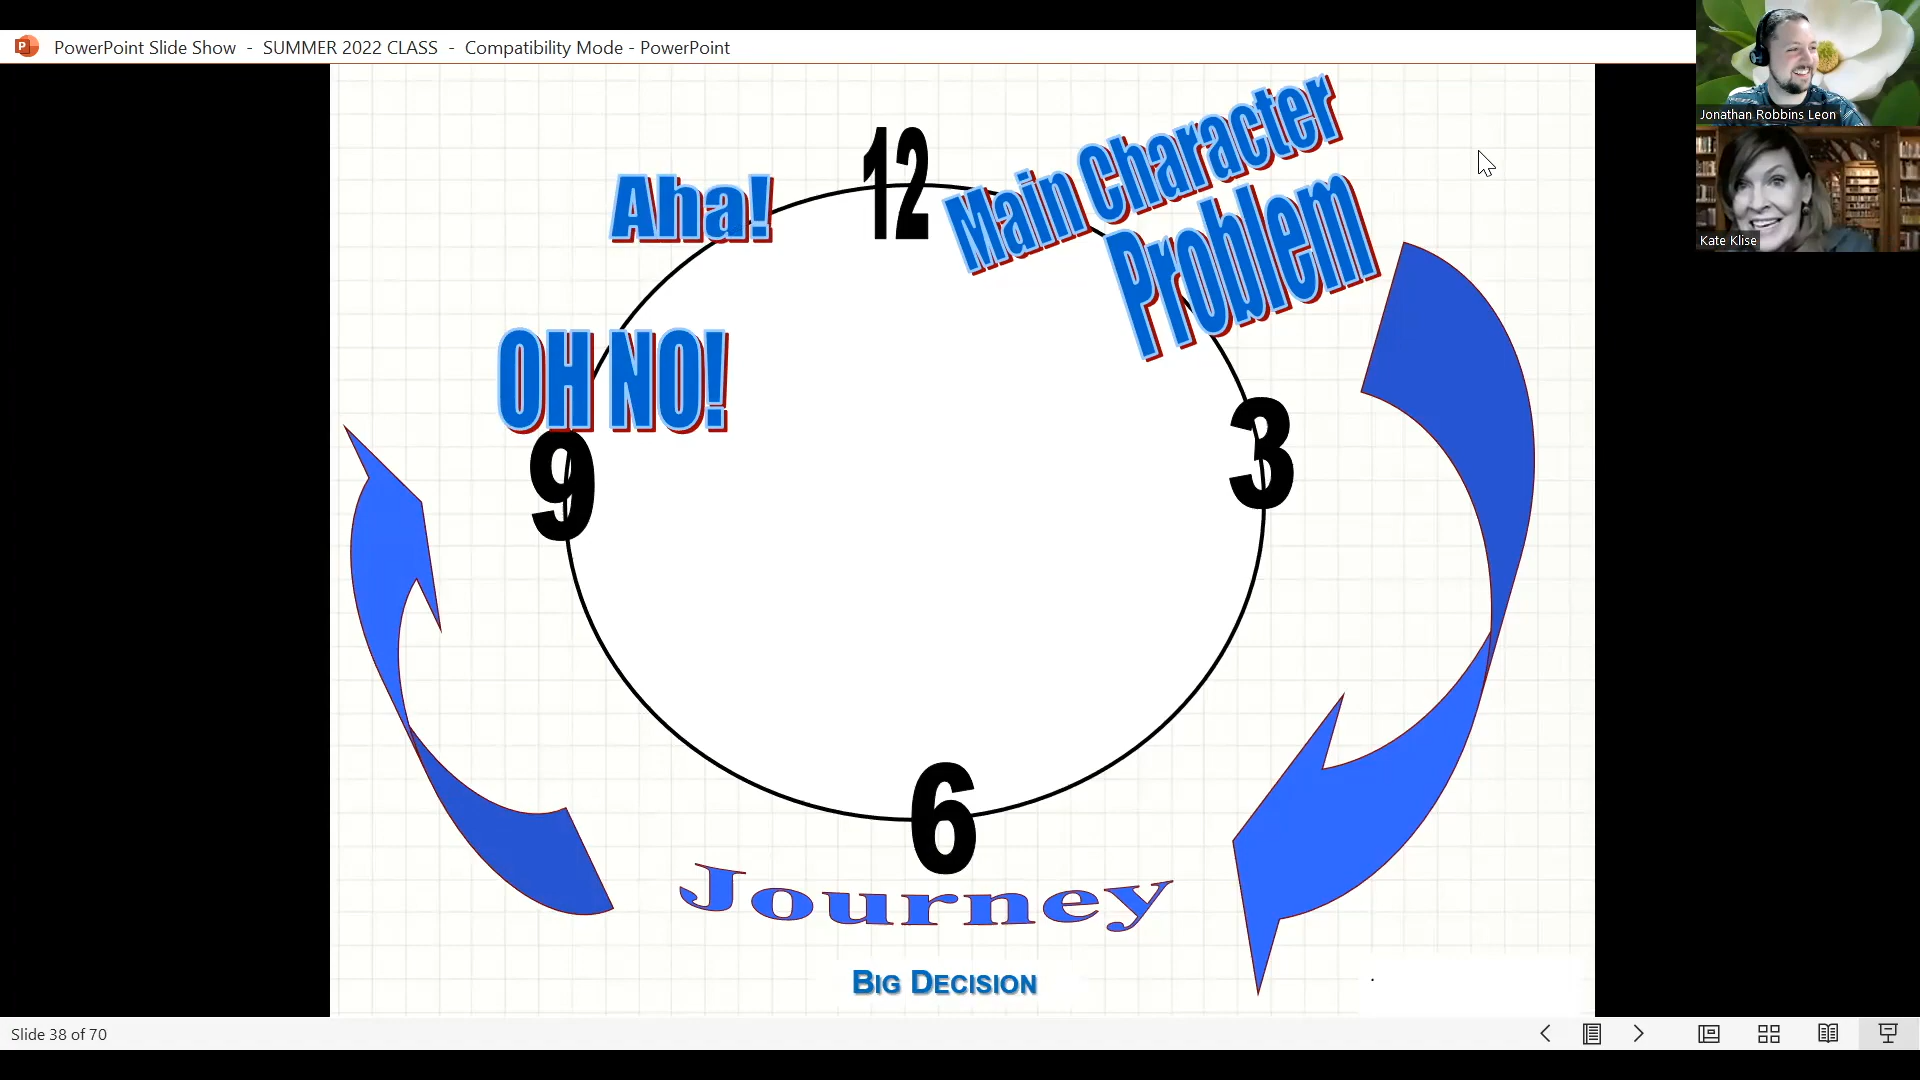 PowerPoint Slide Show - SUMMER 2022 CLASS - Compatibility Mode - PowerPoint
Jonathan Robbins Leon
Kate Klise
12
Main Character
Problem
Aha!
OH NO!
9
3
6
Journey
BIG DECISION
Slide 38 of 70